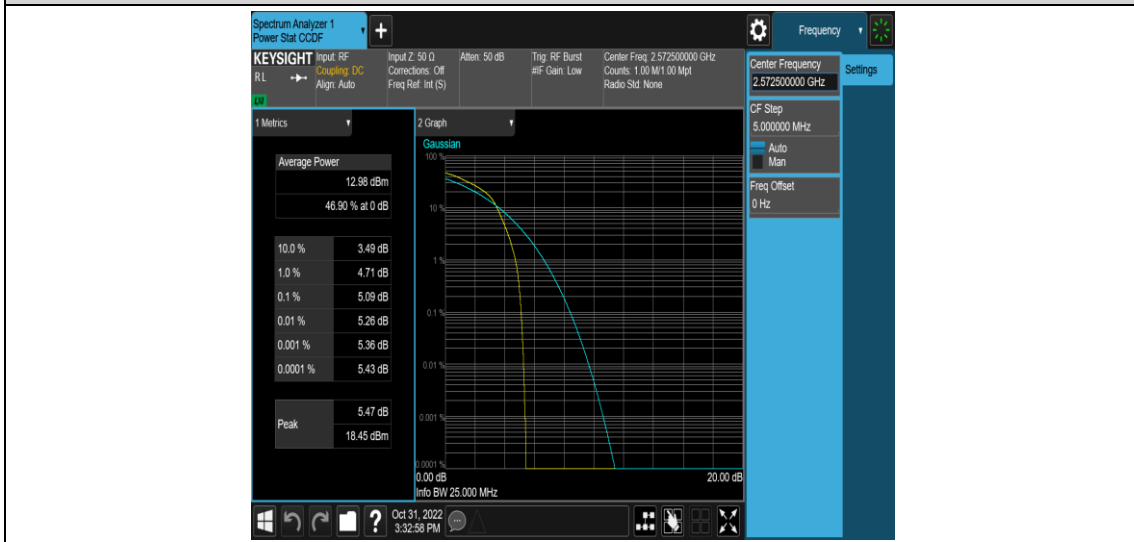 Spectrum Analyzer 1
Power Stat CCDF
+
Frequency
KEYSIGHT
RL
LXI
Input: RF
Coupling: DC
Align: Auto
Input Z: 50 Ω
Corrections: Off
Freq Ref: Int (S)
Atten: 50 dB
Trig: RF Burst
#IF Gain: Low
Center Freq: 2.572500000 GHz
Counts: 1.00 M/1.00 Mpt
Radio Std: None
Center Frequency
2.572500000 GHz
Settings
CF Step
5.000000 MHz
Auto
Man
Freq Offset
0 Hz
1 Metrics
Average Power
12.98 dBm
46.90 % at 0 dB
10.0 % 3.49 dB
1.0 % 4.71 dB
0.1 % 5.09 dB
0.01 % 5.26 dB
0.001 % 5.36 dB
0.0001 % 5.43 dB
Peak 5.47 dB
18.45 dBm
2 Graph
Gaussian
100 %
10 %
1 %
0.1 %
0.01 %
0.001 %
0.0001 %
0.00 dB 20.00 dB
Info BW 25.000 MHz
?
Oct 31, 2022
3:32:58 PM